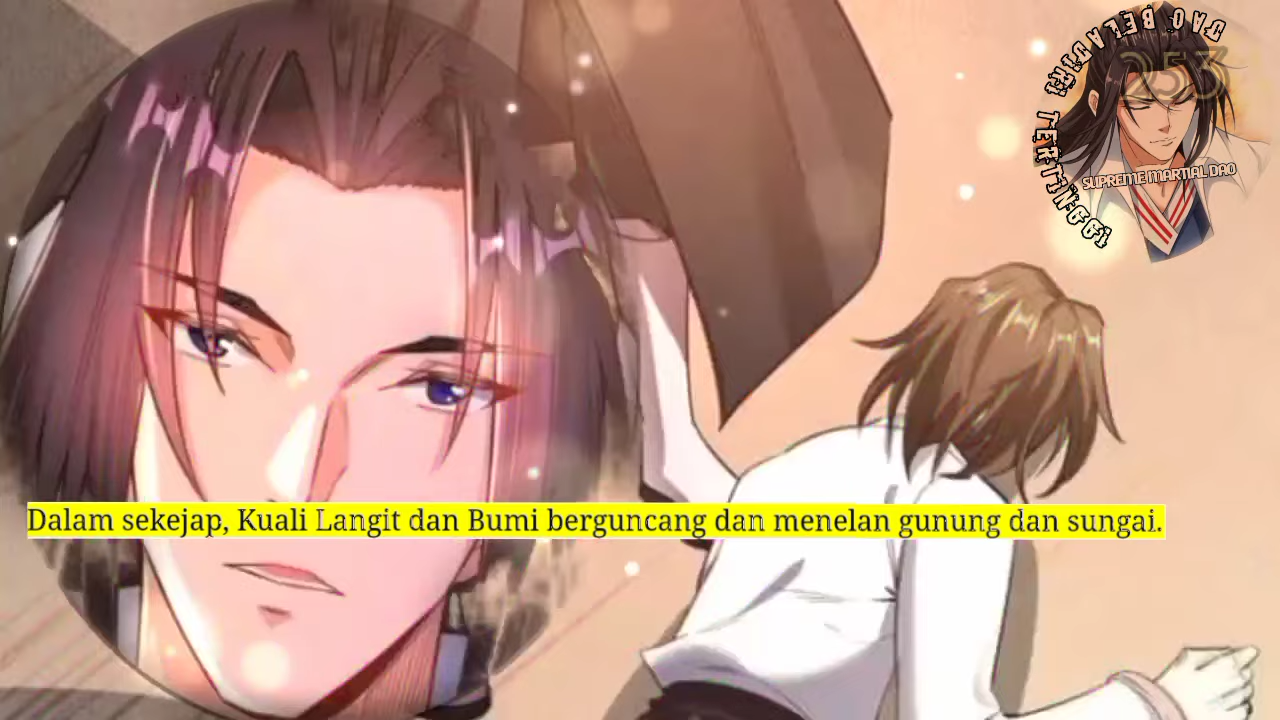 DAO BELADIRI TERTINGGI
253
SUPREME MARTIAL DAO
Dalam sekejap, Kuali Langit dan Bumi berguncang dan menelan gunung dan sungai.